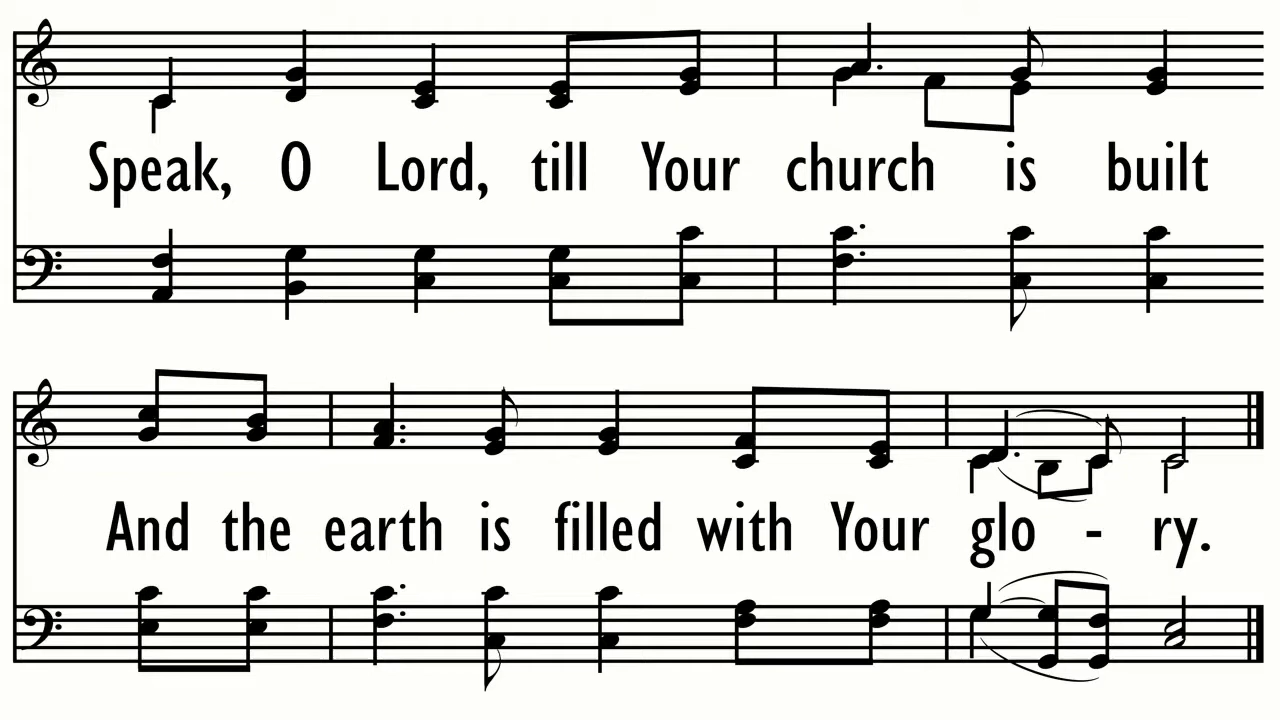 Speak, O Lord, till Your church is built
And the earth is filled with Your glo - ry.